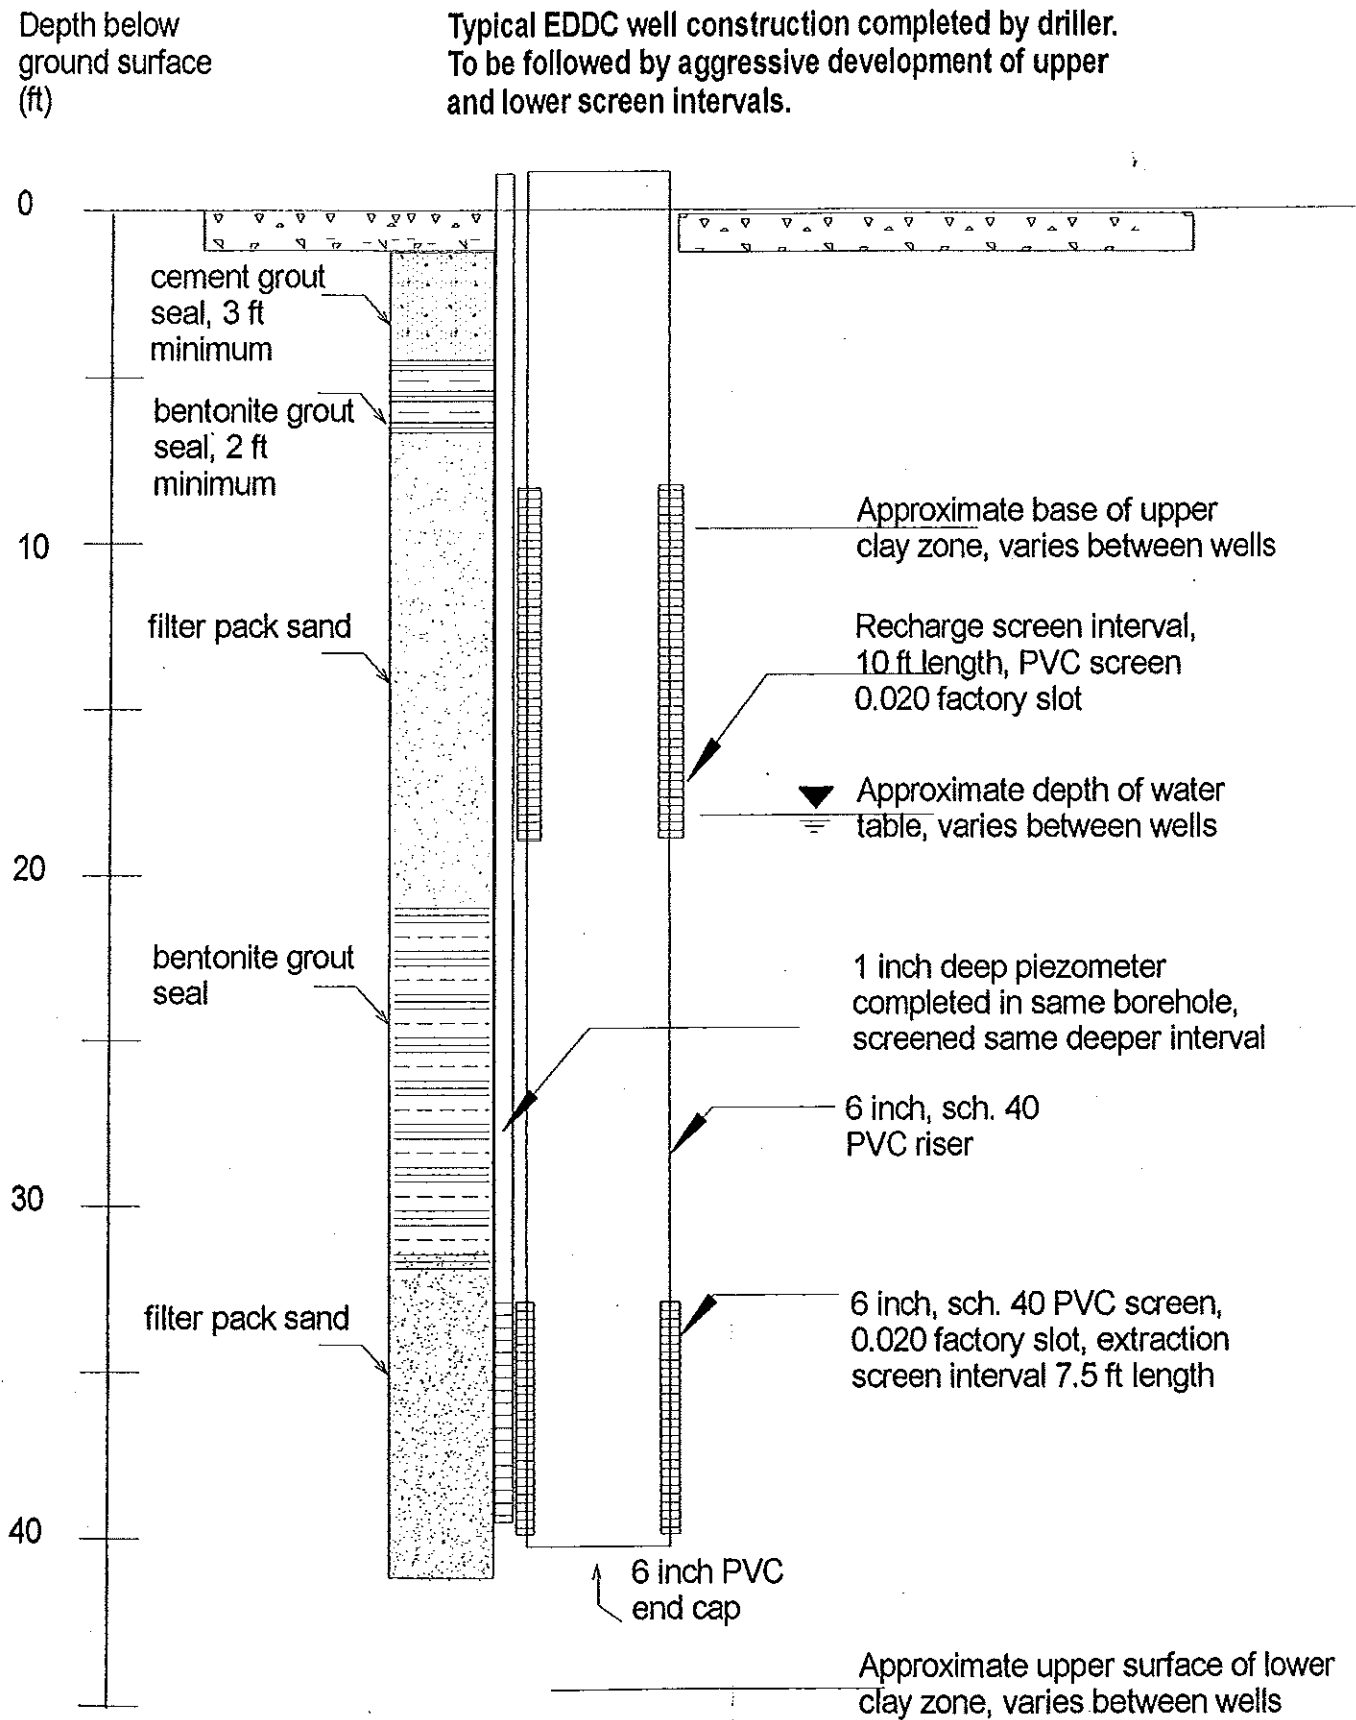 Depth below
ground surface
(ft)
Typical EDDC well construction completed by driller.
To be followed by aggressive development of upper
and lower screen intervals.
0
cement grout
seal, 3 ft
minimum
bentonite grout
seal, 2 ft
minimum
Approximate base of upper
clay zone, varies between wells
10
filter pack sand
Recharge screen interval,
10 ft length, PVC screen
0.020 factory slot
Approximate depth of water
table, varies between wells
20
bentonite grout
seal
1 inch deep piezometer
completed in same borehole,
screened same deeper interval
6 inch, sch. 40
PVC riser
30
filter pack sand
6 inch, sch. 40 PVC screen,
0.020 factory slot, extraction
screen interval 7.5 ft length
40
6 inch PVC
end cap
Approximate upper surface of lower
clay zone, varies between wells